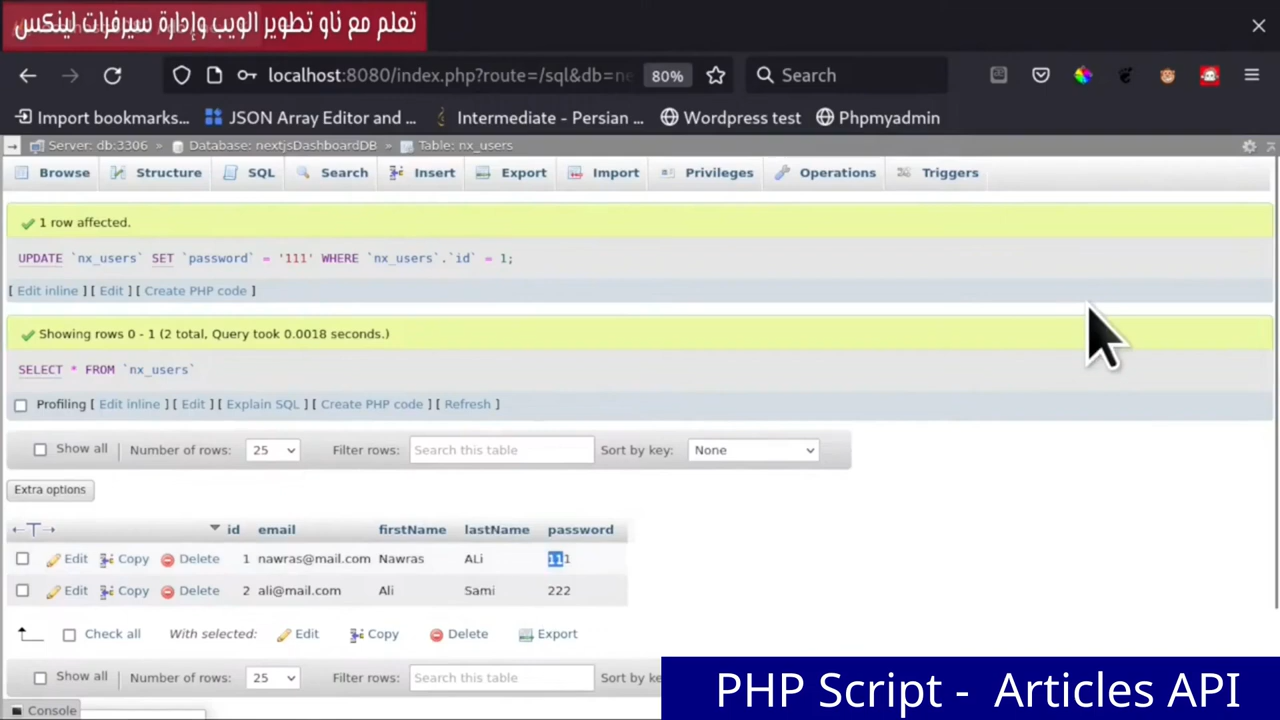 تعلم مع ناو تطوير الويب وإدارة سيرفرات لينكس
localhost:8080/index.php?route=/sql&db=ne
80%
Search
Import bookmarks...
JSON Array Editor and ...
Intermediate - Persian ...
Wordpress test
Phpmyadmin
Server: db:3306 » Database: nextjsDashboardDB » Table: nx_users
Browse Structure SQL Search Insert Export Import Privileges Operations Triggers
1 row affected.
UPDATE `nx_users` SET `password` = '111' WHERE `nx_users`.`id` = 1;
[ Edit inline ] [ Edit ] [ Create PHP code ]
Showing rows 0 - 1 (2 total, Query took 0.0018 seconds.)
SELECT * FROM `nx_users`
Profiling [ Edit inline ] [ Edit ] [ Explain SQL ] [ Create PHP code ] [ Refresh ]
Show all | Number of rows: 25 Filter rows: Search this table Sort by key: None
Extra options
id email firstName lastName password
Edit Copy Delete 1 nawras@mail.com Nawras ALi 111
Edit Copy Delete 2 ali@mail.com Ali Sami 222
Check all With selected: Edit Copy Delete Export
Show all | Number of rows: 25 Filter rows: Search this table Sort by ke
Console
PHP Script - Articles API